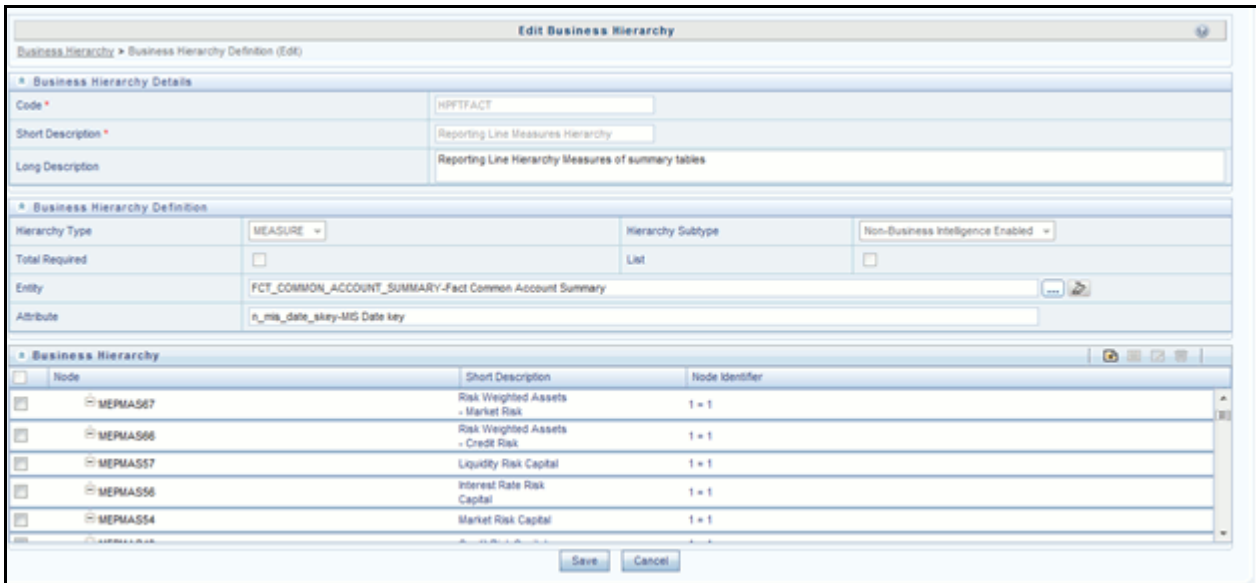 Edit Business Hierarchy
Business Hierarchy > Business Hierarchy Definition (Edit)
Business Hierarchy Details
Code * HPFTFACT
Short Description * Reporting Line Measures Hierarchy
Long Description Reporting Line Hierarchy Measures of summary tables
Business Hierarchy Definition
Hierarchy Type MEASURE Hierarchy Subtype Non-Business Intelligence Enabled
Total Required List
Entity FCT_COMMON_ACCOUNT_SUMMARY-Fact Common Account Summary ...
Attribute n_mis_date_skey-MIS Date key
Business Hierarchy
Node Short Description Node Identifier
MEPMAS67 Risk Weighted Assets - Market Risk 1 = 1
MEPMAS66 Risk Weighted Assets - Credit Risk 1 = 1
MEPMAS57 Liquidity Risk Capital 1 = 1
MEPMAS56 Interest Rate Risk Capital 1 = 1
MEPMAS54 Market Risk Capital 1 = 1
Save Cancel